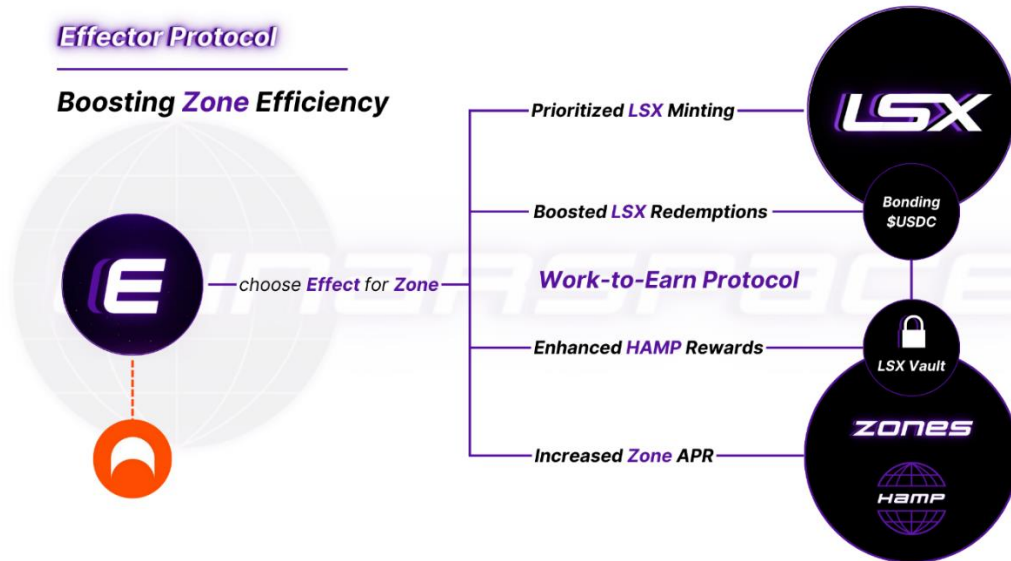 Effector Protocol
Boosting Zone Efficiency
Prioritized LSX Minting
LSX
Boosted LSX Redemptions
Bonding
$USDC
E
choose Effect for Zone
Work-to-Earn Protocol
Enhanced HAMP Rewards
LSX Vault
ZONES
Increased Zone APR
HAMP